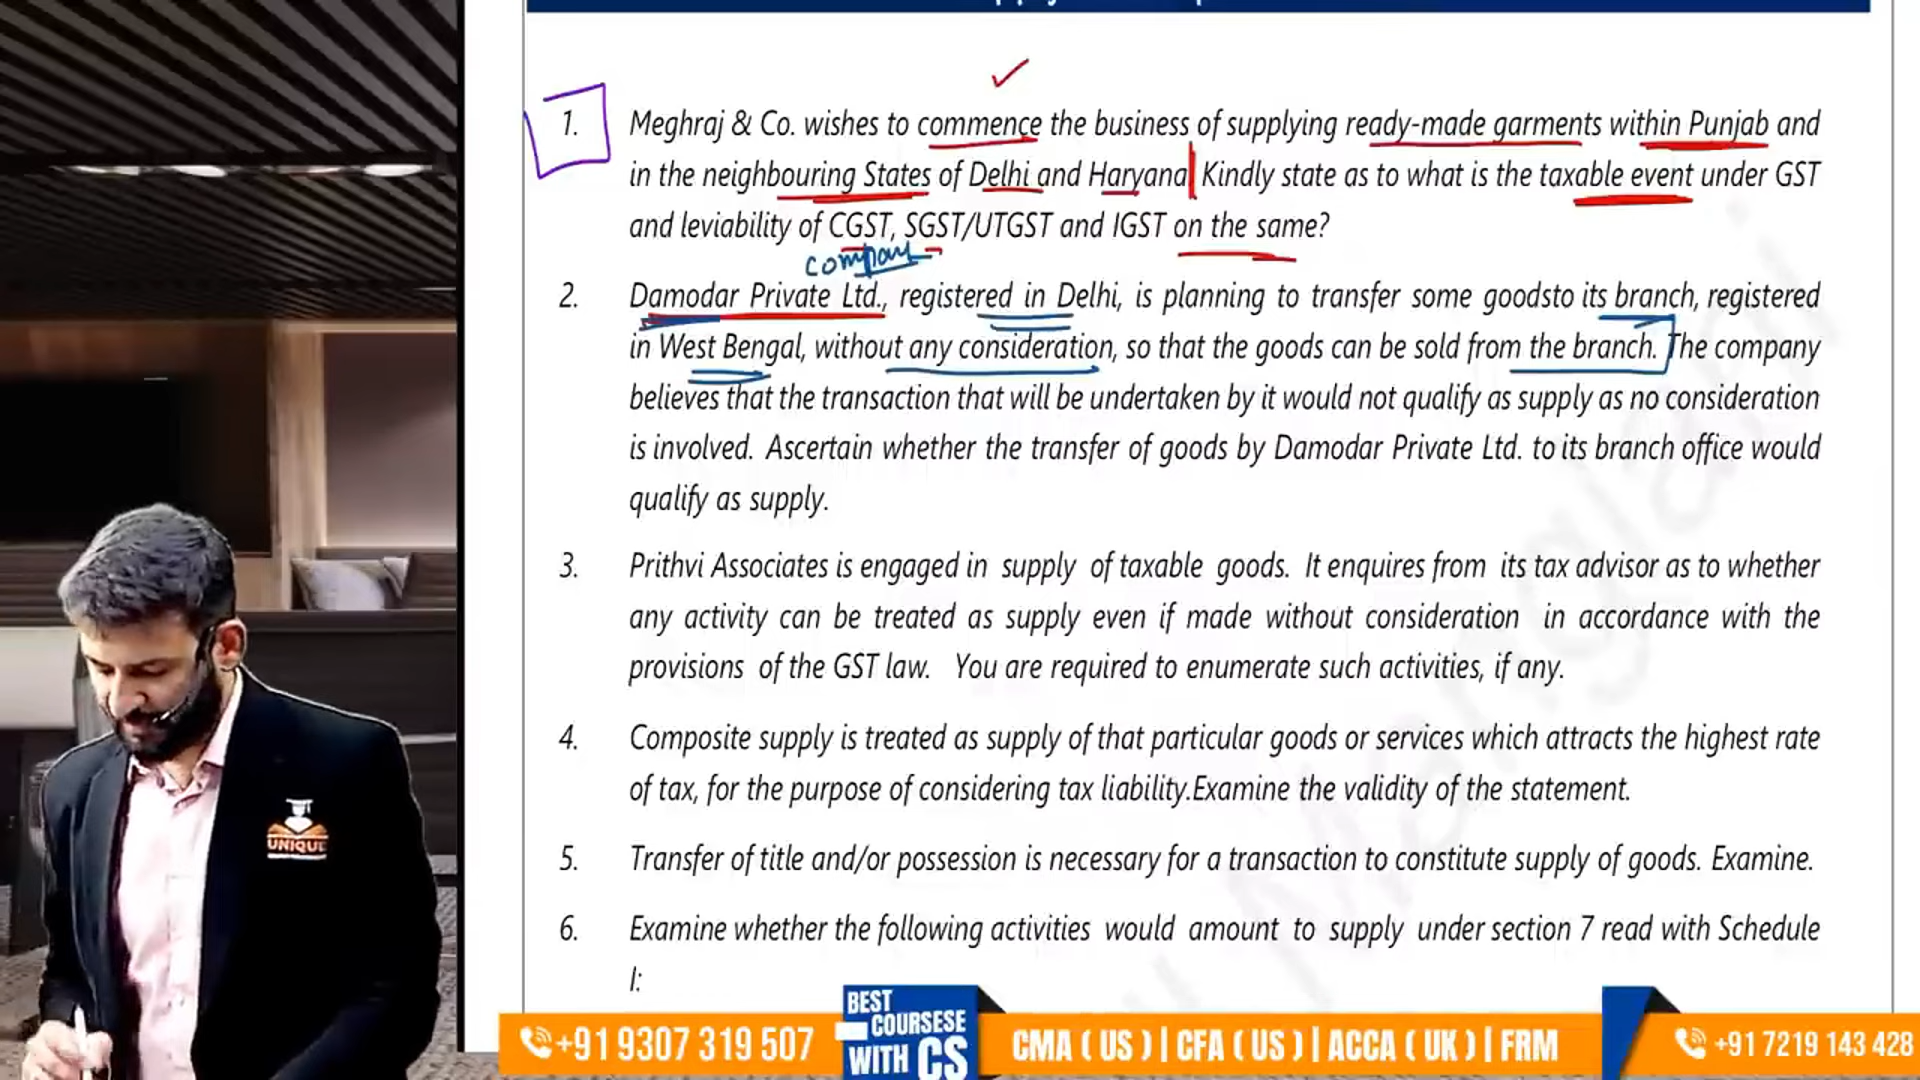 1. Meghraj & Co. wishes to commence the business of supplying ready-made garments within Punjab and
in the neighbouring States of Delhi and Haryana Kindly state as to what is the taxable event under GST
and leviability of CGST, SGST/UTGST and IGST on the same?
company
2. Damodar Private Ltd., registered in Delhi, is planning to transfer some goodsto its branch, registered
in West Bengal, without any consideration, so that the goods can be sold from the branch. The company
believes that the transaction that will be undertaken by it would not qualify as supply as no consideration
is involved. Ascertain whether the transfer of goods by Damodar Private Ltd. to its branch office would
qualify as supply.
3. Prithvi Associates is engaged in supply of taxable goods. It enquires from its tax advisor as to whether
any activity can be treated as supply even if made without consideration in accordance with the
provisions of the GST law. You are required to enumerate such activities, if any.
4. Composite supply is treated as supply of that particular goods or services which attracts the highest rate
of tax, for the purpose of considering tax liability.Examine the validity of the statement.
5. Transfer of title and/or possession is necessary for a transaction to constitute supply of goods. Examine.
6. Examine whether the following activities would amount to supply under section 7 read with Schedule
I:
UNIQUE
+91 9307 319 507
BEST
COURSESE
WITH CS
CMA ( US ) | CFA ( US ) | ACCA ( UK ) | FRM
+91 7219 143 428